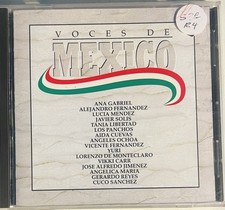 VOCES DE
MEXICO
ANA GABRIEL
ALEJANDRO FERNANDEZ
LUCIA MENDEZ
JAVIER SOLIS
TANIA LIBERTAD
LOS PANCHOS
AIDA CUEVAS
ANGELES OCHOA
VICENTE FERNANDEZ
YURI
LORENZO DE MONTECLARO
VIKKI CARR
JOSE ALFREDO JIMENEZ
ANGELICA MARIA
GERARDO REYES
CUCO SANCHEZ